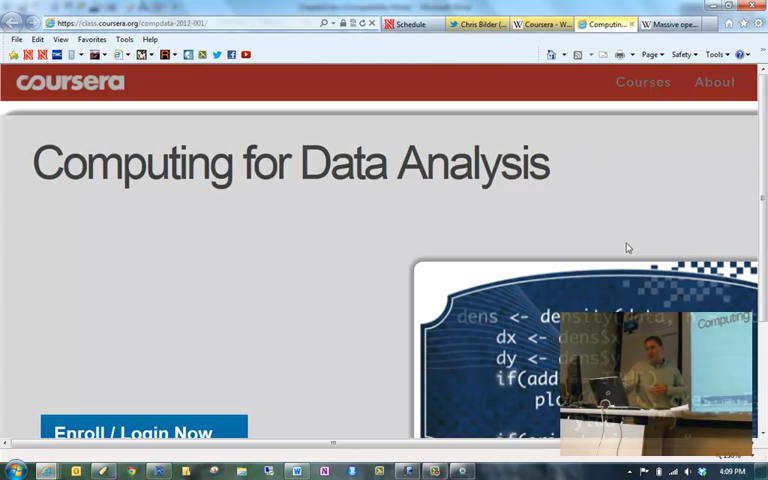 https://class.coursera.org/compdata-2012-001/
Schedule
Chris Bilder (...
Coursera - W...
Computin...
Massive ope...
File Edit View Favorites Tools Help
Page Safety Tools
coursera
Courses About
Computing for Data Analysis
dens <- density(data,
dx <- dens$x
dy <- dens$y
if(add
Computing
Enroll / Login Now
4:09 PM